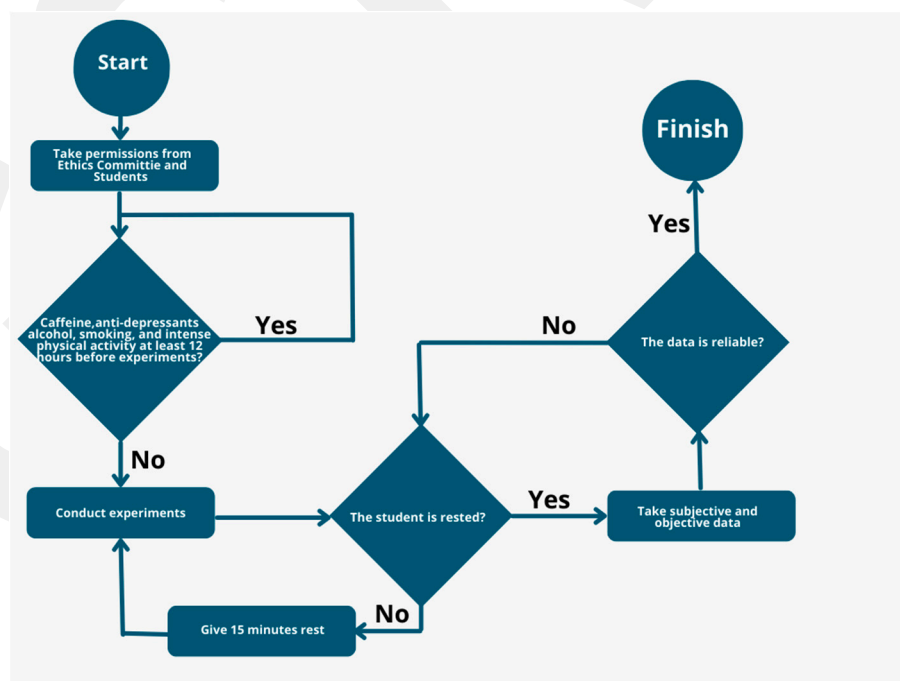 Start
Take permissions from
Ethics Committie and
Students
Caffeine,anti-depressants
alcohol, smoking, and intense
physical activity at least 12
hours before experiments?
Yes
No
Conduct experiments
The student is rested?
No
Give 15 minutes rest
Yes
Take subjective and
objective data
The data is reliable?
No
Yes
Finish